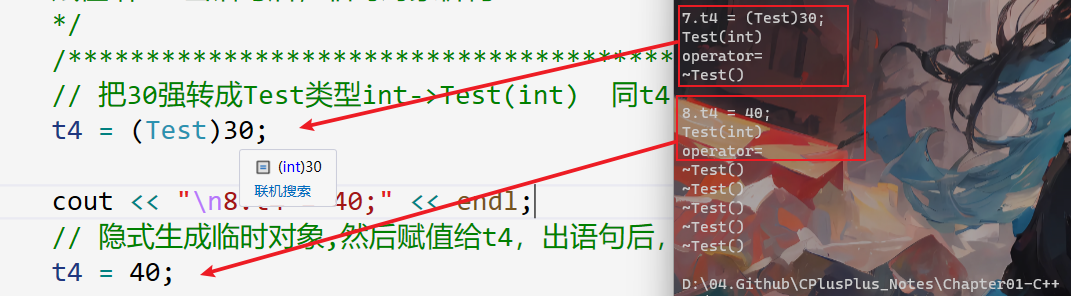 */
/*****************************************
// 把30强转成Test类型int->Test(int) 同t4
t4 = (Test)30;
(int)30
联机搜索
cout << "\n8.t4 = 40;" << endl;
// 隐式生成临时对象,然后赋值给t4，出语句后，
t4 = 40;
7.t4 = (Test)30;
Test(int)
operator=
~Test()
8.t4 = 40;
Test(int)
operator=
~Test()
~Test()
~Test()
~Test()
~Test()
D:\04.Github\CPlusPlus_Notes\Chapter01-C++